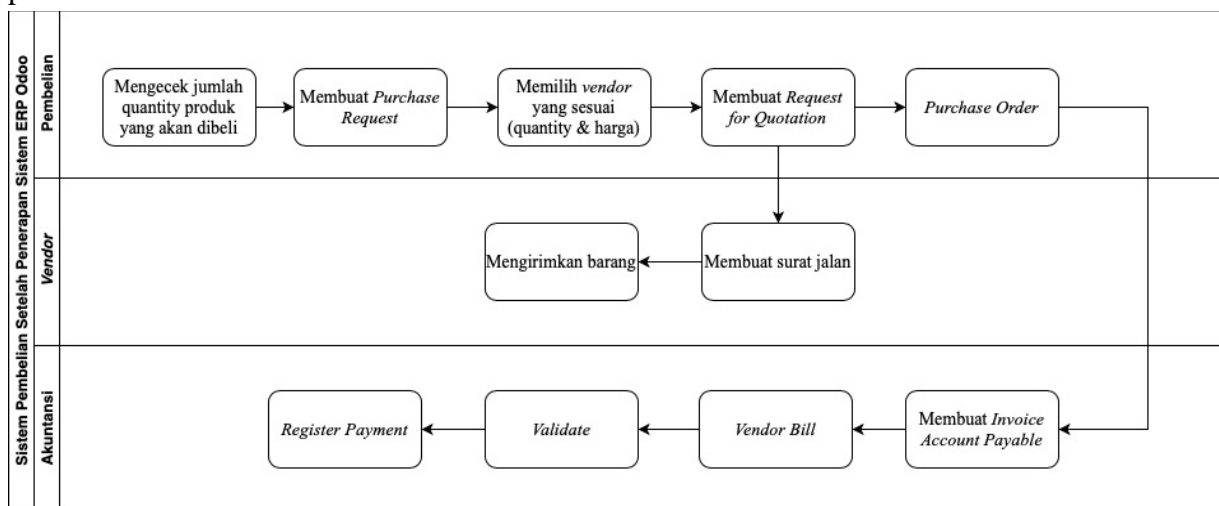 Sistem Pembelian Setelah Penerapan Sistem ERP Odoo
Pembelian
Mengecek jumlah
quantity produk
yang akan dibeli
Membuat Purchase
Request
Memilih vendor
yang sesuai
(quantity & harga)
Membuat Request
for Quotation
Purchase Order
Vendor
Mengirimkan barang
Membuat surat jalan
Akuntansi
Register Payment
Validate
Vendor Bill
Membuat Invoice
Account Payable